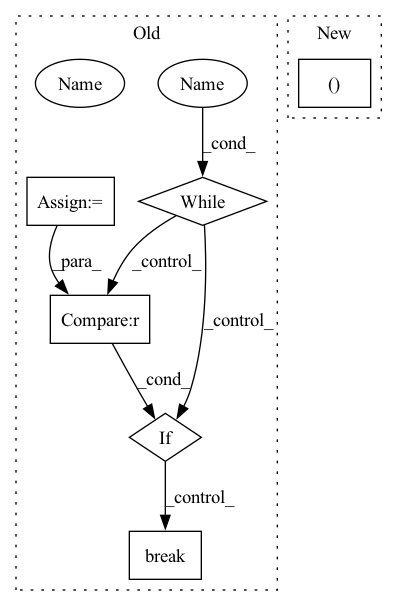 Old
New
Name
Name
()
_cond_
Assign:=
While
_para_
_control_
Compare:r
_control_
_cond_
If
_control_
break